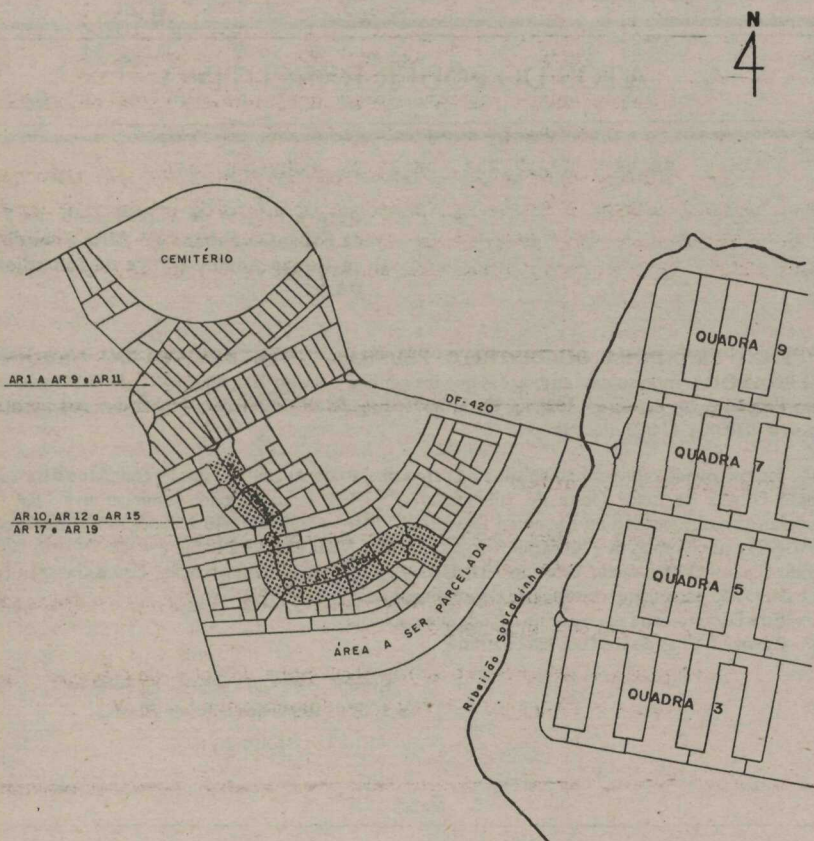 N
CEMITÉRIO
QUADRA 9
AR 1 A AR 9 e AR 11
DF-420
QUADRA 7
AR 10, AR 12 a AR 15
AR 17 e AR 19
ÁREA A SER PARCELADA
Ribeirão Sobradinho
QUADRA 5
QUADRA 3